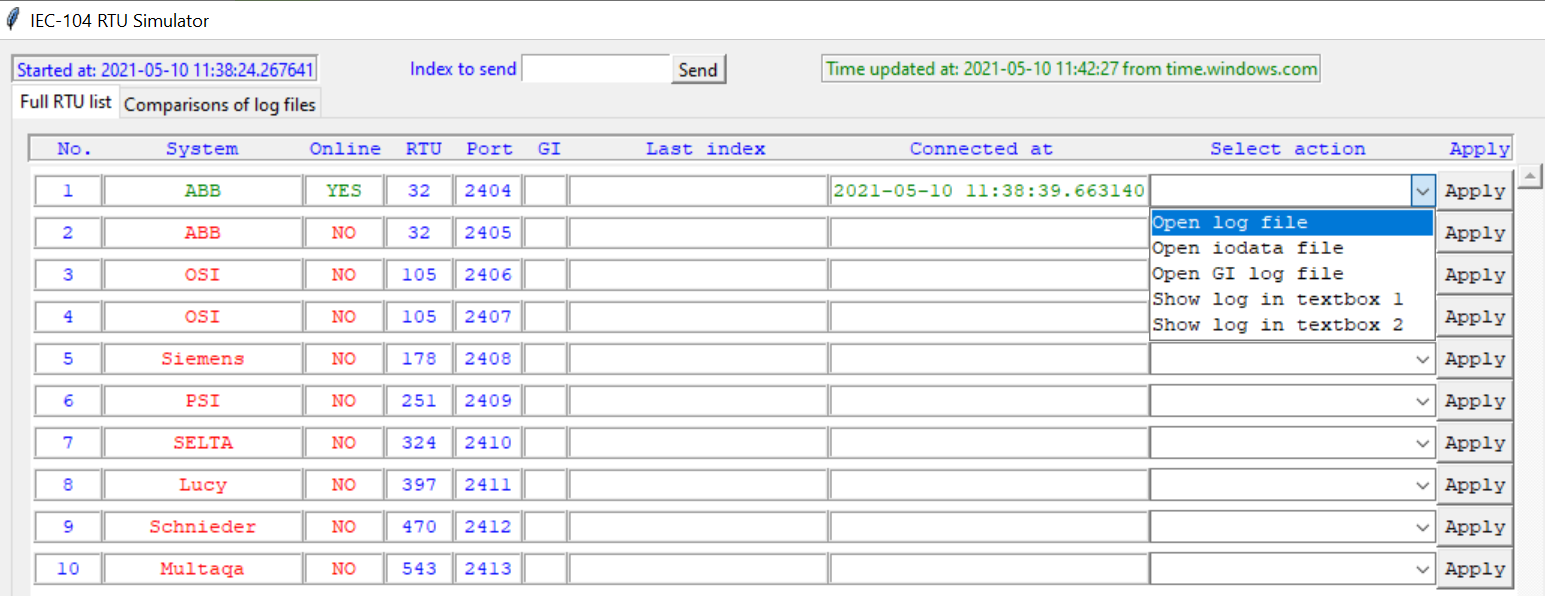 IEC-104 RTU Simulator
Started at: 2021-05-10 11:38:24.267641 Index to send Send Time updated at: 2021-05-10 11:42:27 from time.windows.com
Full RTU list Comparisons of log files
No. System Online RTU Port GI Last index Connected at Select action Apply
1 ABB YES 32 2404 2021-05-10 11:38:39.663140 Apply
Open log file
2 ABB NO 32 2405 Apply
Open iodata file
3 OSI NO 105 2406 Open GI log file Apply
Show log in textbox 1
4 OSI NO 105 2407 Apply
Show log in textbox 2
5 Siemens NO 178 2408 Apply
6 PSI NO 251 2409 Apply
7 SELTA NO 324 2410 Apply
8 Lucy NO 397 2411 Apply
9 Schnieder NO 470 2412 Apply
10 Multaqa NO 543 2413 Apply